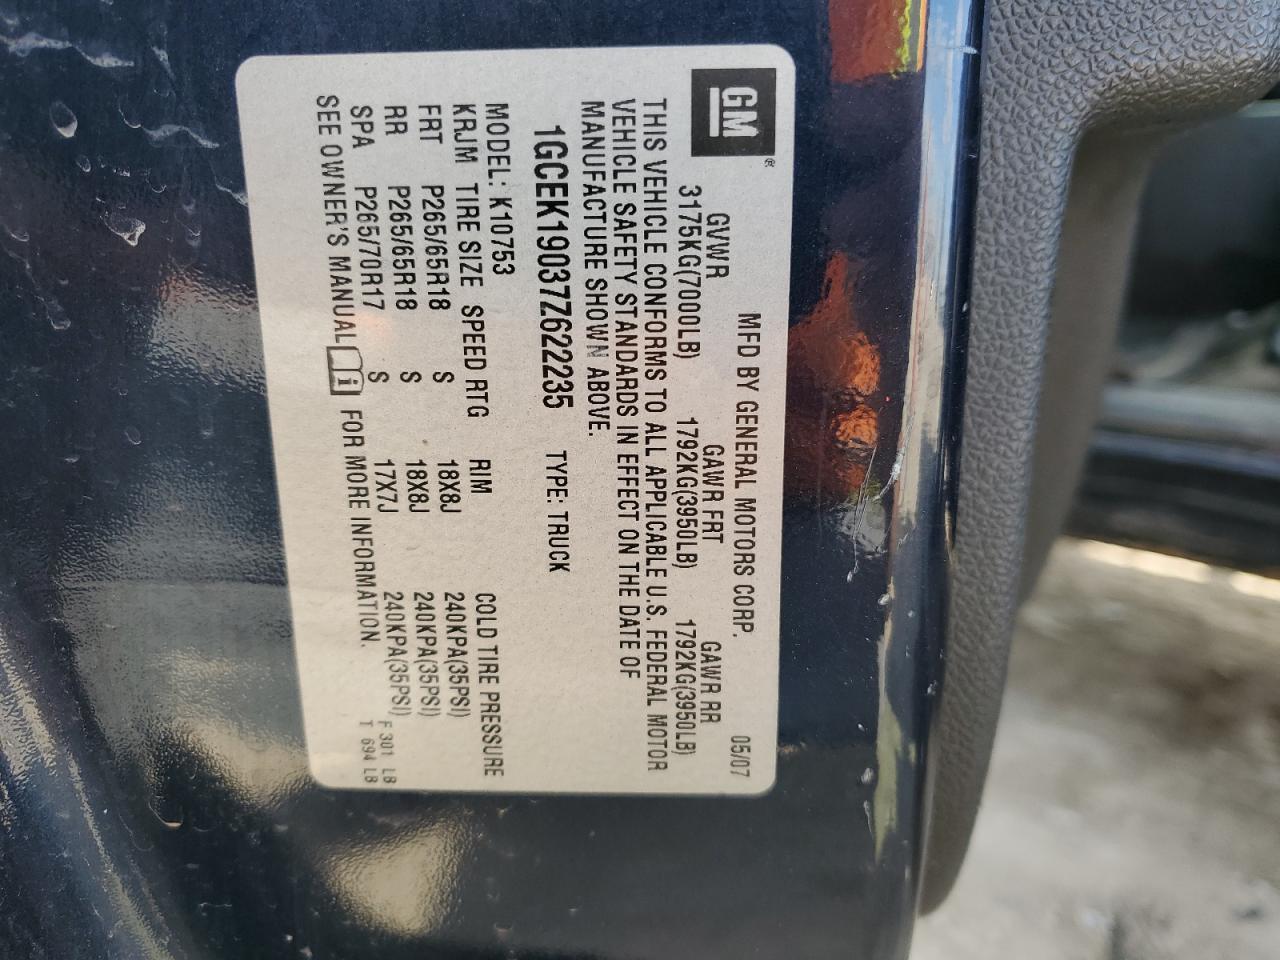 GM
®
MFD BY GENERAL MOTORS CORP. 05/07
GVWR GAWR FRT GAWR RR
3175KG(7000LB) 1792KG(3950LB) 1792KG(3950LB)
THIS VEHICLE CONFORMS TO ALL APPLICABLE U.S. FEDERAL MOTOR
VEHICLE SAFETY STANDARDS IN EFFECT ON THE DATE OF
MANUFACTURE SHOWN ABOVE.
1GCEK19037Z622235 TYPE: TRUCK
MODEL: K10753
KRJM TIRE SIZE SPEED RTG RIM COLD TIRE PRESSURE
FRT P265/65R18 S 18X8J 240KPA(35PSI)
RR P265/65R18 S 18X8J 240KPA(35PSI)
SPA P265/70R17 S 17X7J 240KPA(35PSI) F 301 LB
SEE OWNER'S MANUAL FOR MORE INFORMATION. T 694 LB